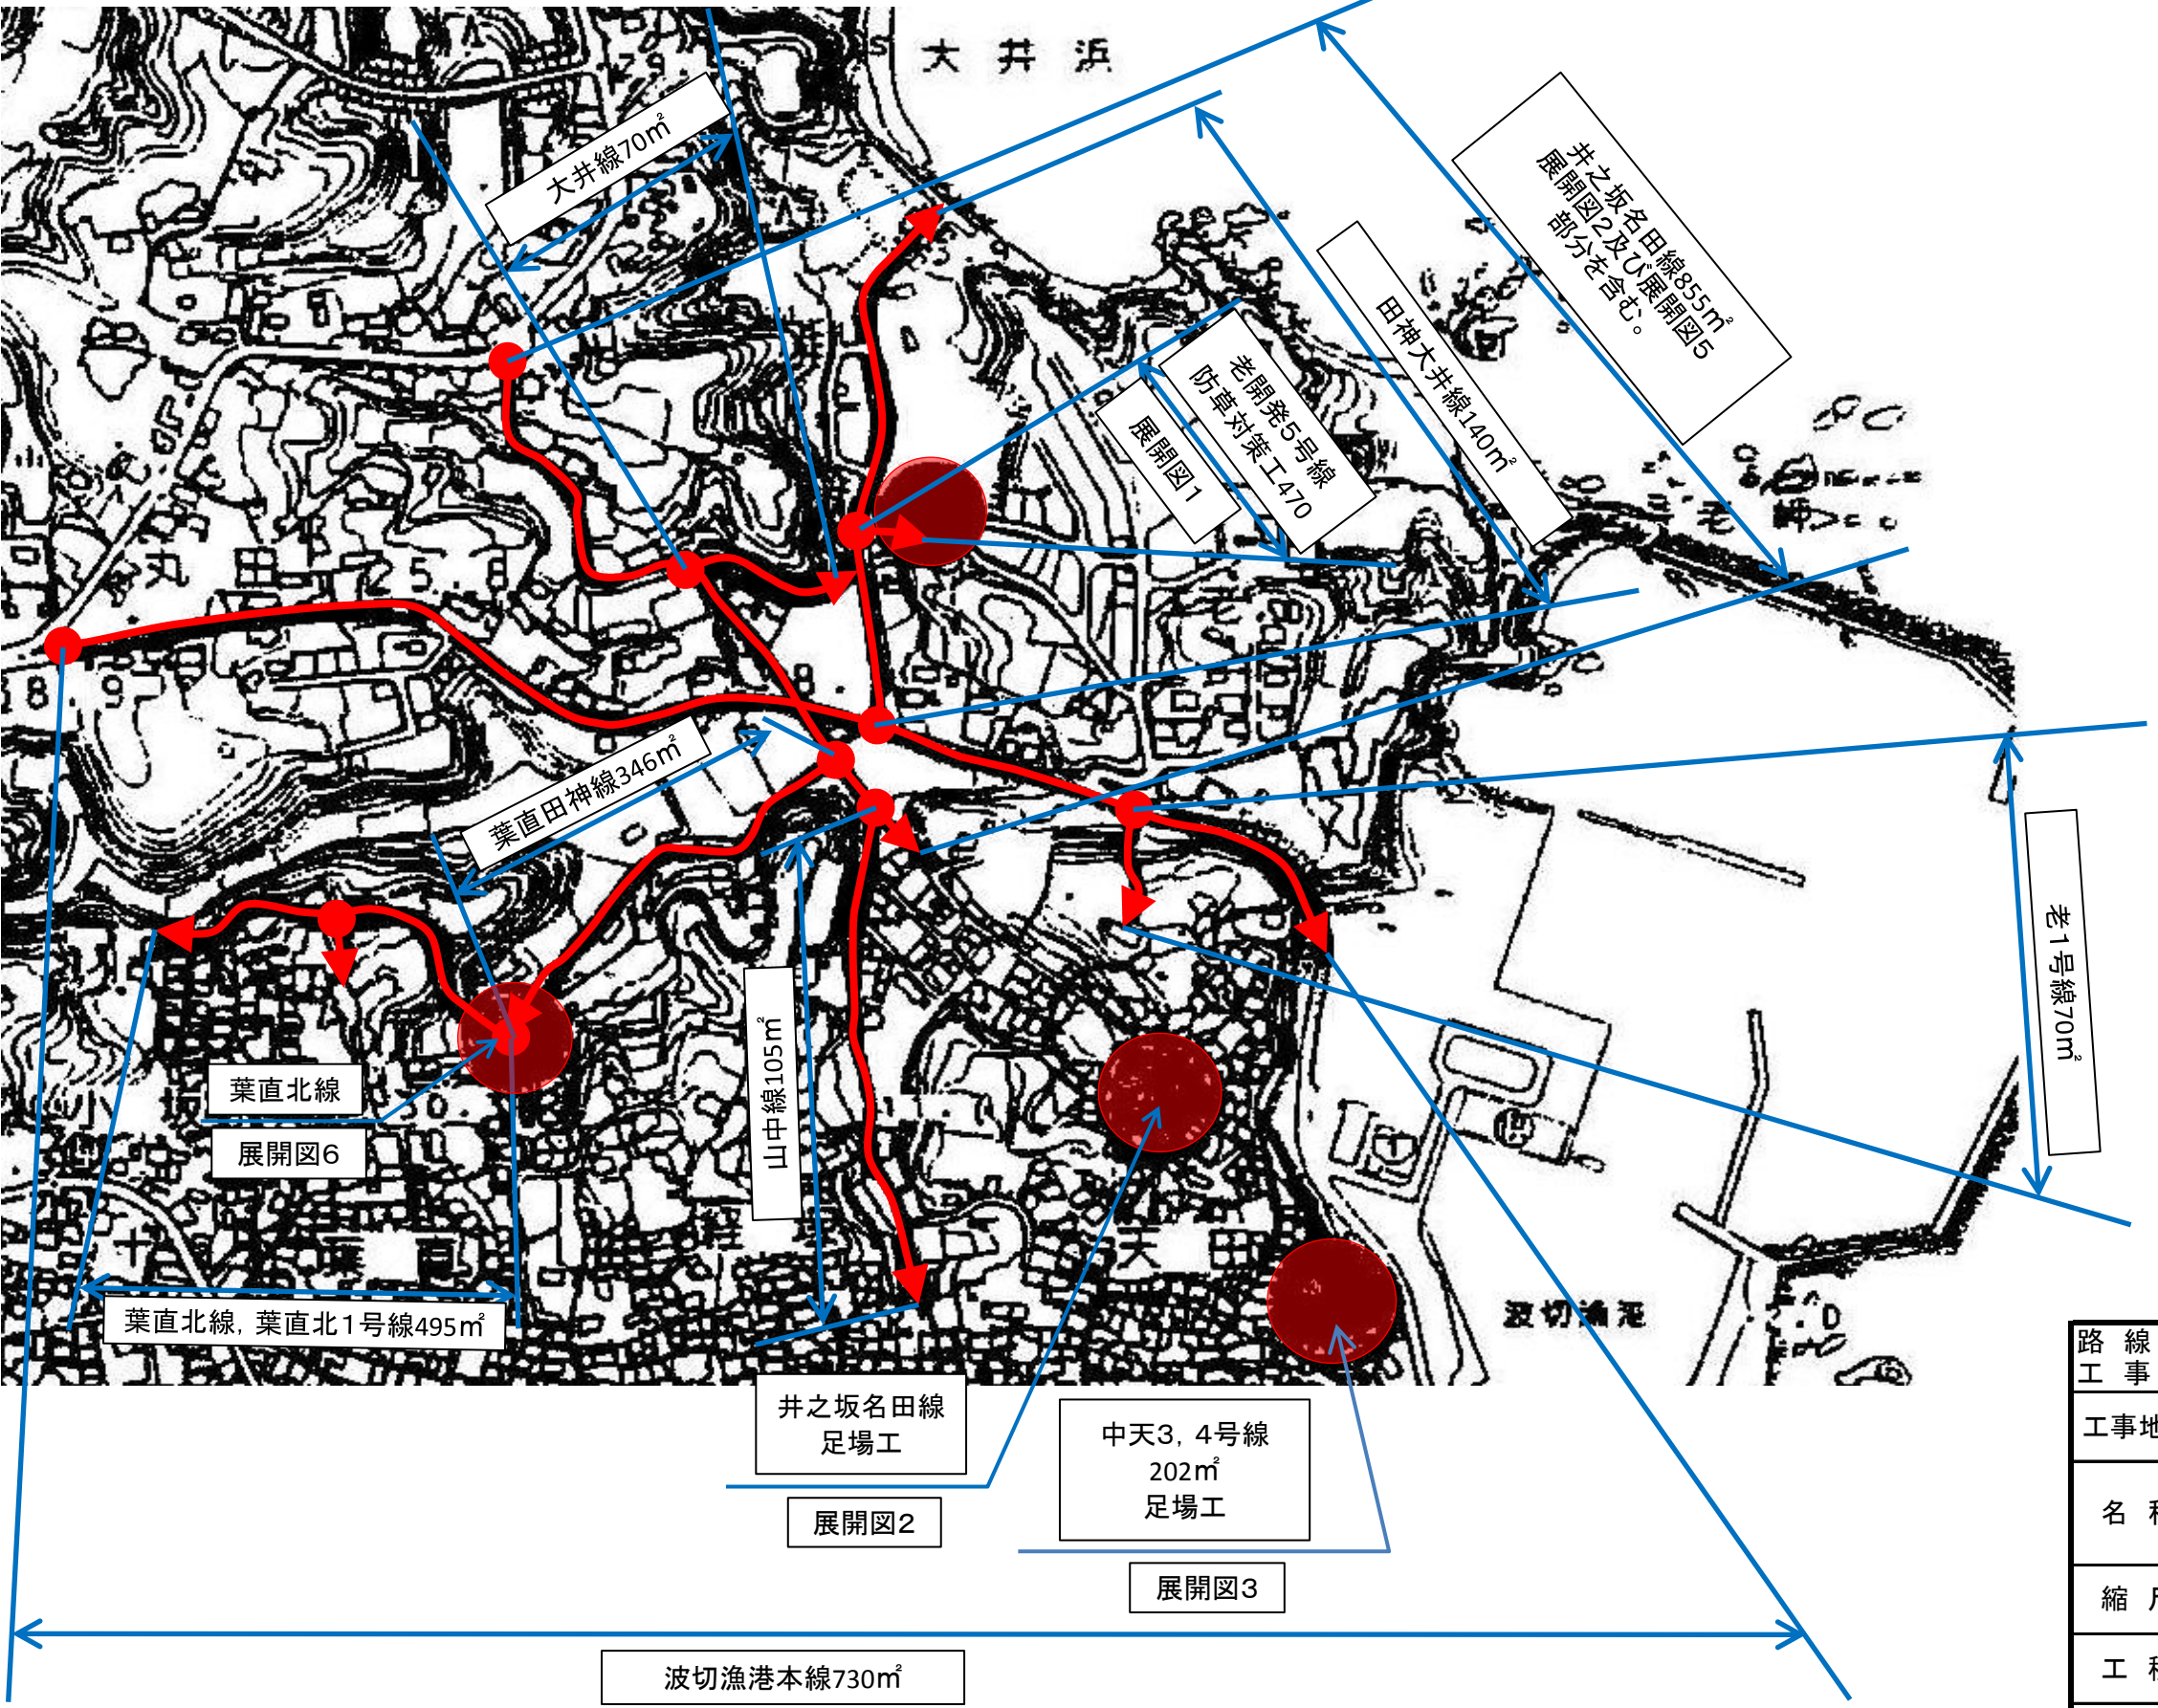 大井浜
大井線70㎡
井之坂名田線855㎡
展開図2及び展開図5
部分を含む。
田神大井線140㎡
老開発5号線
防草対策工470
展開図1
葉直田神線346㎡
老1号線70㎡
山中線105㎡
葉直北線
展開図6
葉直北線，葉直北1号線495㎡
天
田
波切漁港
井之坂名田線
足場工
展開図2
中天3，4号線
202㎡
足場工
展開図3
波切漁港本線730㎡
路線
工事
工事地
名
縮
工